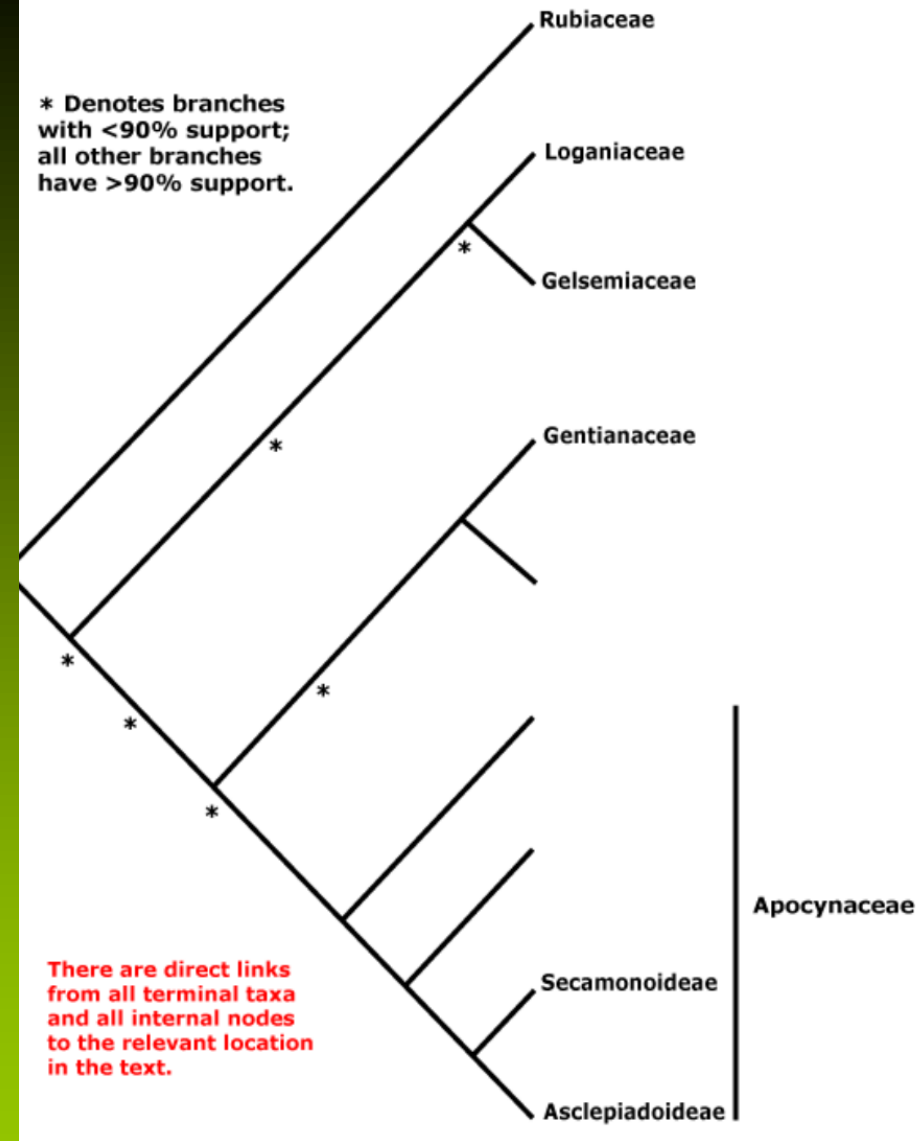 Rubiaceae
* Denotes branches
with <90% support;
all other branches
have >90% support.
Loganiaceae
*
Gelsemiaceae
*
Gentianaceae
*
*
*
*
Apocynaceae
There are direct links
from all terminal taxa
and all internal nodes
to the relevant location
in the text.
Secamonoideae
Asclepiadoideae